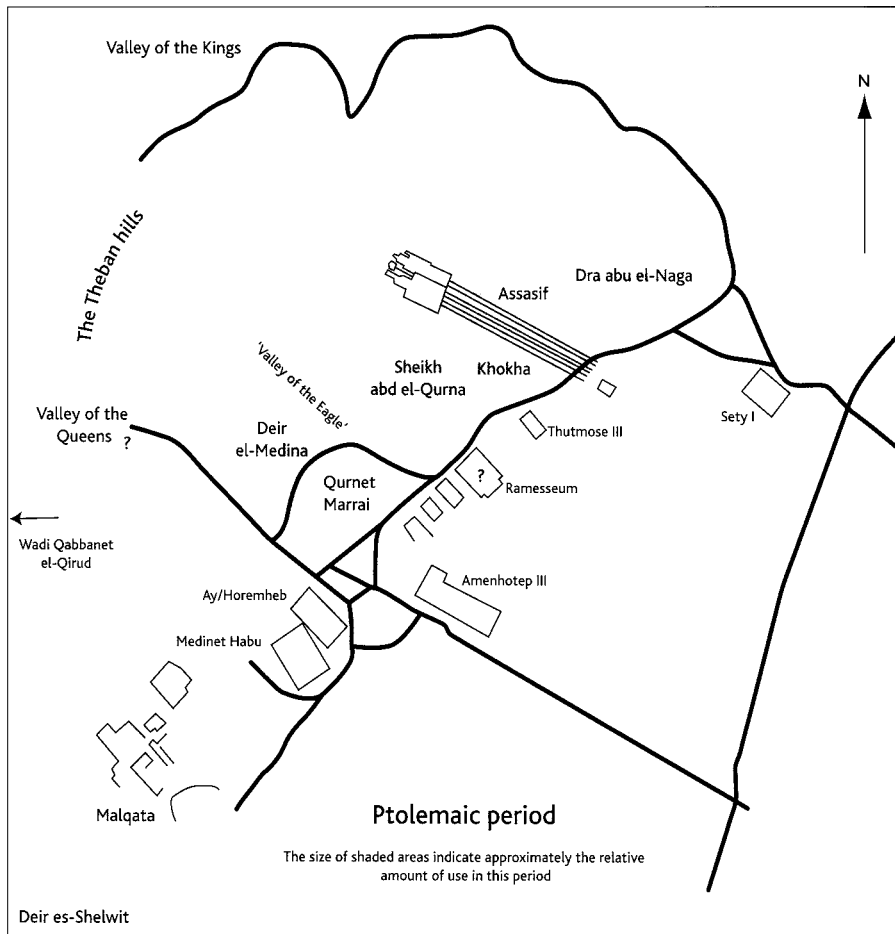 Valley of the Kings
N
The Theban hills
Dra abu el-Naga
Assasif
'Valley of the Eagle'
Sheikh
abd el-Qurna
Khokha
Valley of the
Queens
?
Deir
el-Medina
Sety I
Thutmose III
Qurnet
Marrai
?
Ramesseum
Wadi Qabbanet
el-Qirud
Ay/Horemheb
Amenhotep III
Medinet Habu
Malqata
Ptolemaic period
The size of shaded areas indicate approximately the relative
amount of use in this period
Deir es-Shelwit